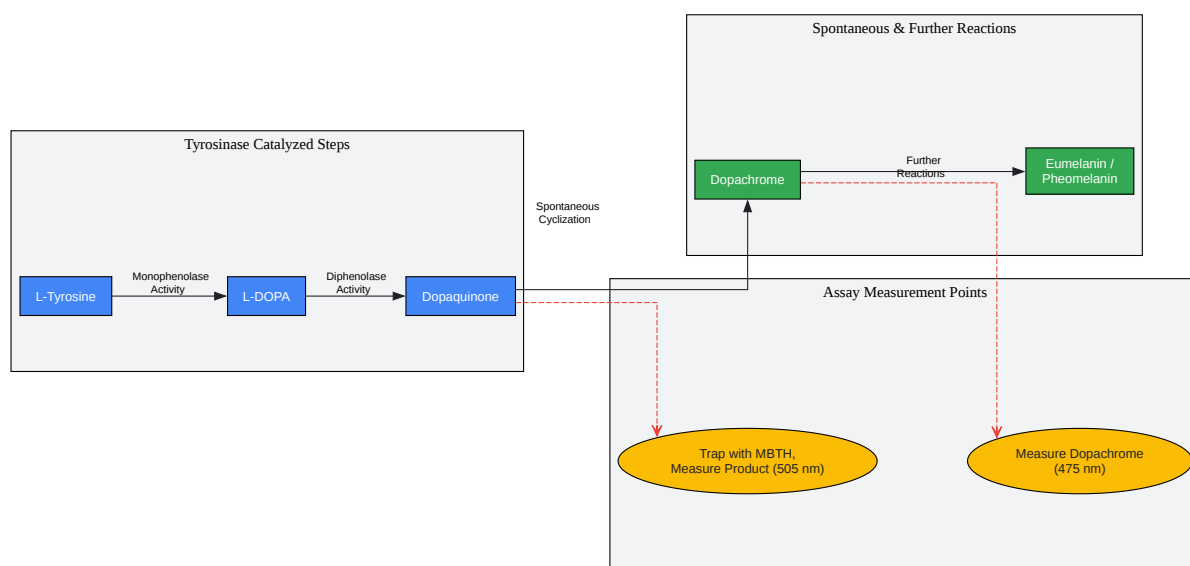 Spontaneous & Further Reactions
Tyrosinase Catalyzed Steps
Further
Reactions
Dopachrome
Eumelanin /
Pheomelanin
Spontaneous
Cyclization
Monophenolase
Activity
Diphenolase
Activity
L-Tyrosine
L-DOPA
Dopaquinone
Assay Measurement Points
Trap with MBTH,
Measure Product (505 nm)
Measure Dopachrome
(475 nm)